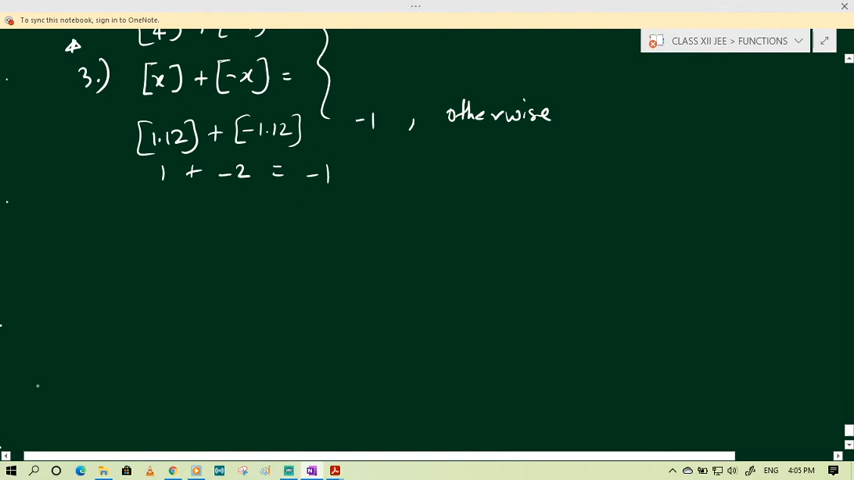 To sync this notebook, sign in to OneNote.
CLASS XII JEE > FUNCTIONS
3.) [x] + [-x] =
-1 , otherwise
[1.12] + [-1.12]
1 + -2 = -1
ENG 4:05 PM